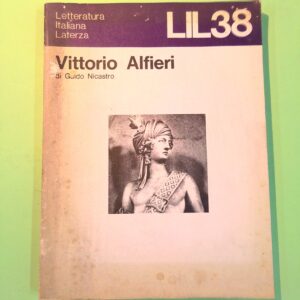 Letteratura
Italiana
Laterza
LIL38
Vittorio Alfieri
di Guido Nicastro